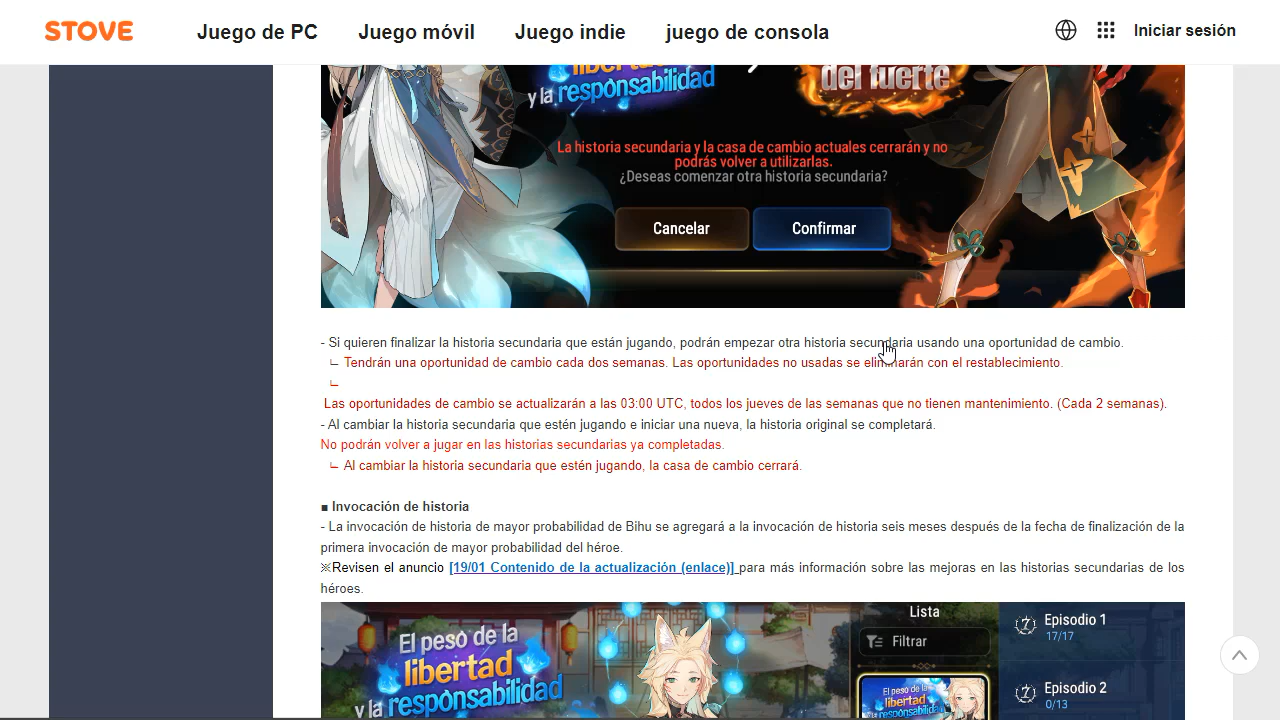 STOVE
Juego de PC
Juego móvil
Juego indie
juego de consola
Iniciar sesión
libertad
y la responsabilidad
del fuerte
La historia secundaria y la casa de cambio actuales cerrarán y no
podrás volver a utilizarlas.
¿Deseas comenzar otra historia secundaria?
Cancelar
Confirmar
- Si quieren finalizar la historia secundaria que están jugando, podrán empezar otra historia secundaria usando una oportunidad de cambio.
ㄴ Tendrán una oportunidad de cambio cada dos semanas. Las oportunidades no usadas se eliminarán con el restablecimiento.
ㄴ
Las oportunidades de cambio se actualizarán a las 03:00 UTC, todos los jueves de las semanas que no tienen mantenimiento. (Cada 2 semanas).
- Al cambiar la historia secundaria que estén jugando e iniciar una nueva, la historia original se completará.
No podrán volver a jugar en las historias secundarias ya completadas.
ㄴ Al cambiar la historia secundaria que estén jugando, la casa de cambio cerrará.
■ Invocación de historia
- La invocación de historia de mayor probabilidad de Bihu se agregará a la invocación de historia seis meses después de la fecha de finalización de la
primera invocación de mayor probabilidad del héroe.
※Revisen el anuncio [19/01 Contenido de la actualización (enlace)] para más información sobre las mejoras en las historias secundarias de los
héroes.
El peso de la
libertad
y la responsabilidad
Lista
Filtrar
El peso de la
libertad
y la responsabilidad
Episodio 1
17/17
Episodio 2
0/13